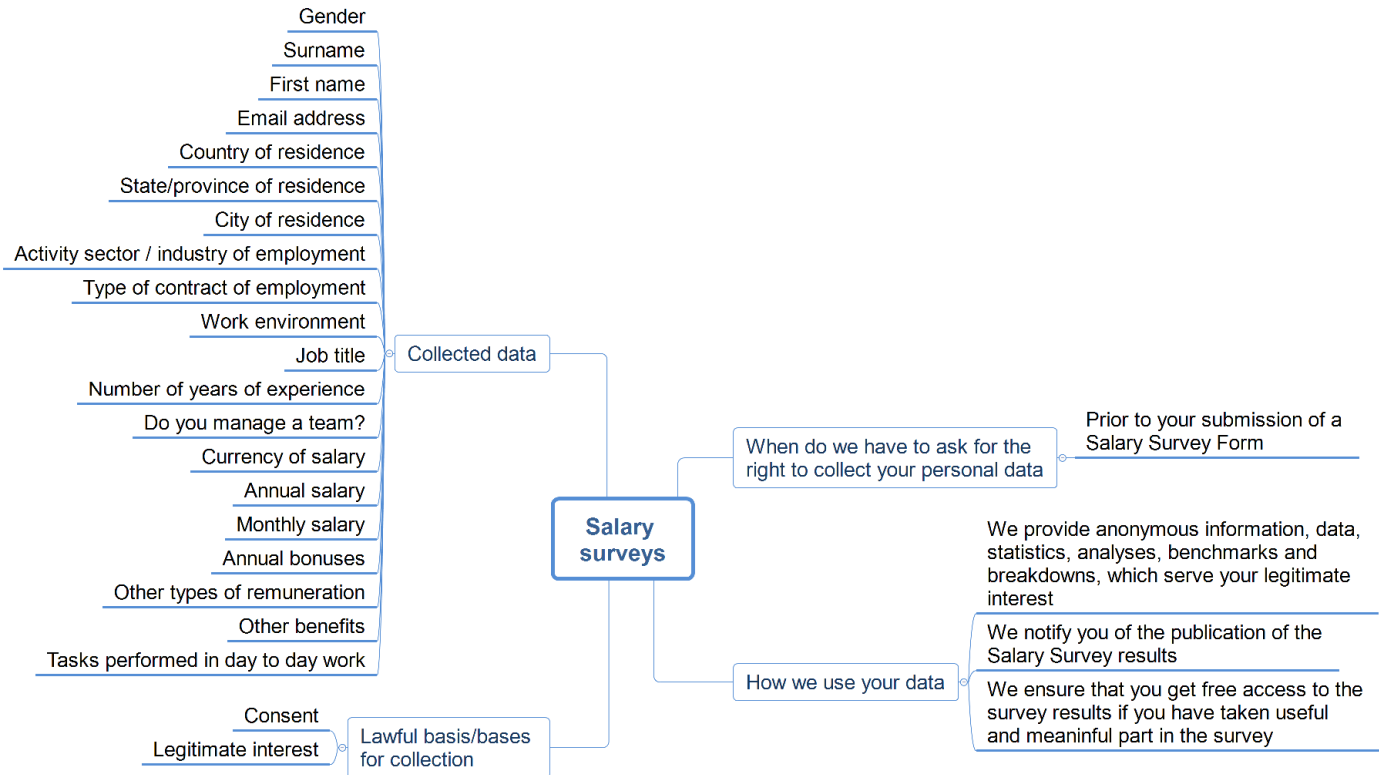 Gender
Surname
First name
Email address
Country of residence
State/province of residence
City of residence
Activity sector / industry of employment
Type of contract of employment
Work environment
Job title
Number of years of experience
Do you manage a team?
Currency of salary
Annual salary
Monthly salary
Annual bonuses
Other types of remuneration
Other benefits
Tasks performed in day to day work
Collected data
Consent
Legitimate interest
Lawful basis/bases
for collection
Salary
surveys
When do we have to ask for the
right to collect your personal data
Prior to your submission of a
Salary Survey Form
How we use your data
We provide anonymous information, data,
statistics, analyses, benchmarks and
breakdowns, which serve your legitimate
interest
We notify you of the publication of the
Salary Survey results
We ensure that you get free access to the
survey results if you have taken useful
and meaninful part in the survey